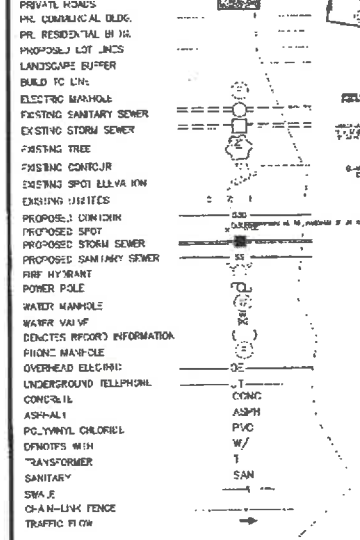 PRIVATE ROADS
PR. COMMERCIAL BLDG.
PR. RESIDENTIAL BLDG.
PROPOSED LOT LINES
LANDSCAPE BUFFER
BUILD TO LINE
ELECTRIC MANHOLE
EXISTING SANITARY SEWER
EXISTING STORM SEWER
EXISTING TREE
EXISTING CONTOUR
EXISTING SPOT ELEVATION
EXISTING UTILITIES
PROPOSED CONTOUR
PROPOSED SPOT
PROPOSED STORM SEWER
PROPOSED SANITARY SEWER SS
FIRE HYDRANT
POWER POLE
WATER MANHOLE
WATER VALVE
DENOTES RECORD INFORMATION ( )
PHONE MANHOLE
OVERHEAD ELECTRIC OE
UNDERGROUND TELEPHONE UT
CONCRETE CONC
ASPHALT ASPH
POLYVINYL CHLORIDE PVC
DENOTES WITH W/
TRANSFORMER T
SANITARY SAN
SWALE
CHAIN-LINK FENCE
TRAFFIC FLOW